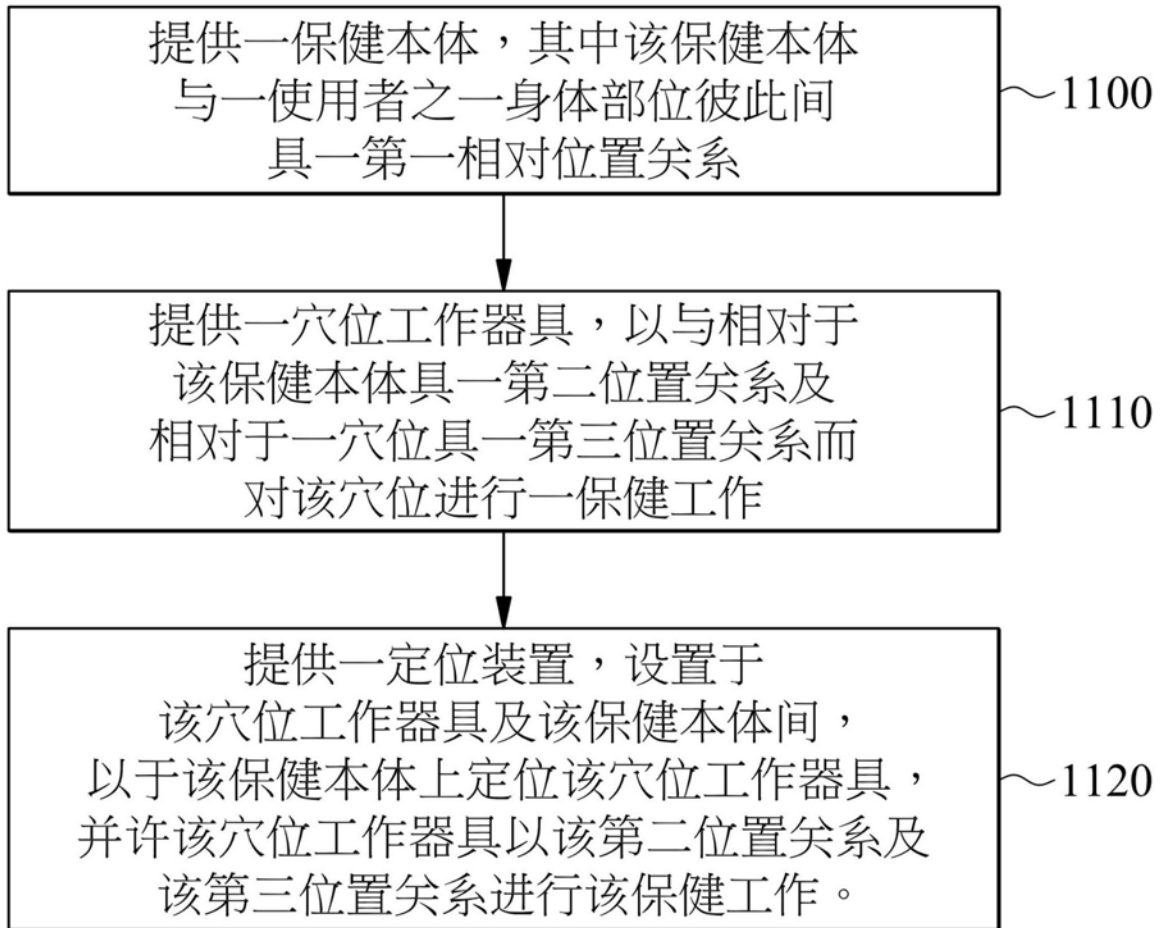 提供一保健本体，其中该保健本体
与一使用者之一身体部位彼此间
具一第一相对位置关系
1100
提供一穴位工作器具，以与相对于
该保健本体具一第二位置关系及
相对于一穴位具一第三位置关系而
对该穴位进行一保健工作
1110
提供一定位装置，设置于
该穴位工作器具及该保健本体间，
以于该保健本体上定位该穴位工作器具，
并许该穴位工作器具以该第二位置关系及
该第三位置关系进行该保健工作。
1120